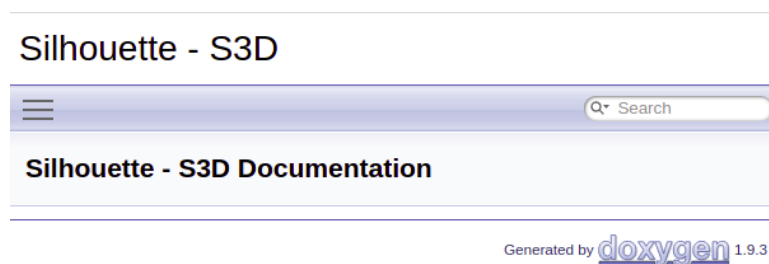 Silhouette - S3D
Search
Silhouette - S3D Documentation
Generated by doxygen 1.9.3